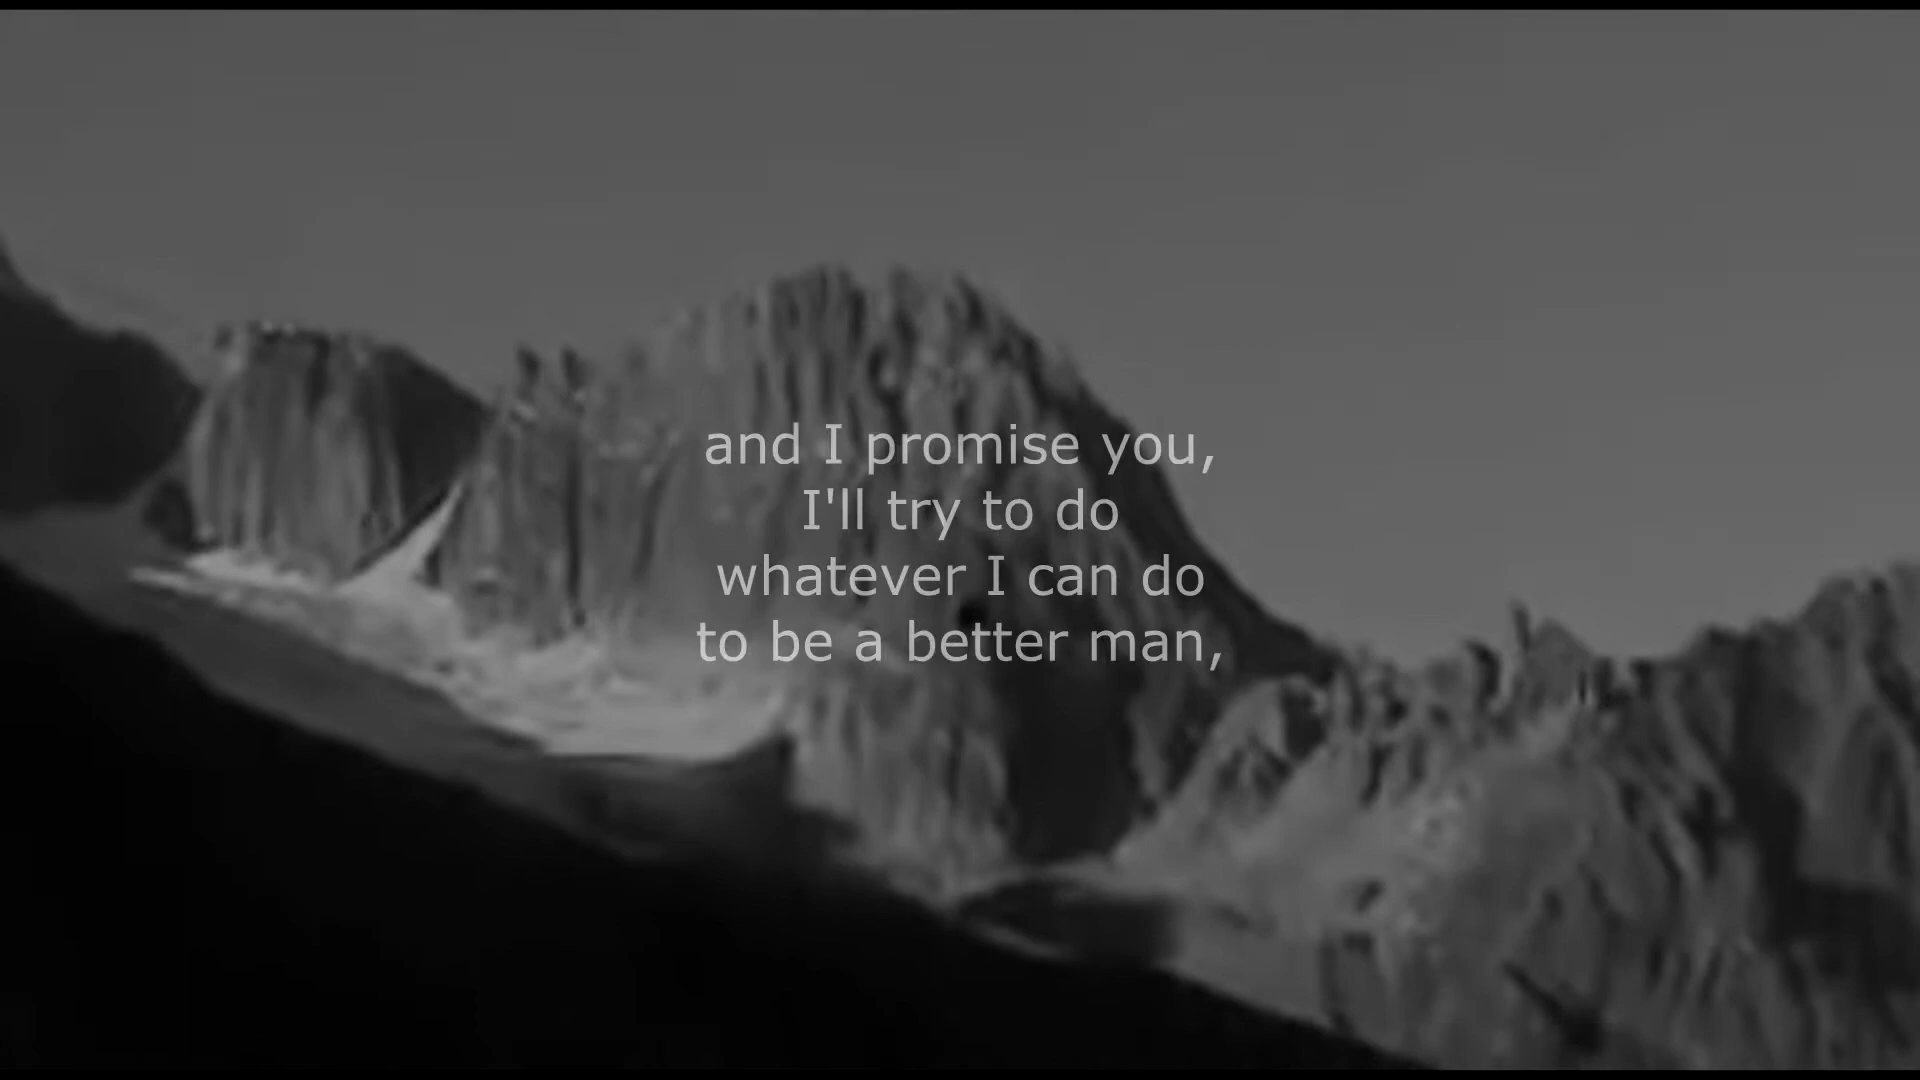 and I promise you,
I'll try to do
whatever I can do
to be a better man,